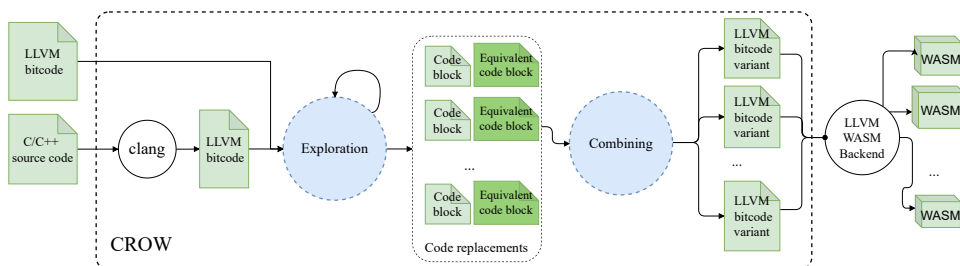 LLVM
bitcode
C/C++
source code
clang
LLVM
bitcode
CROW
Exploration
Code
block
Equivalent
code block
Code
block
Equivalent
code block
...
Code
block
Equivalent
code block
Code replacements
Combining
LLVM
bitcode
variant
LLVM
bitcode
variant
...
LLVM
bitcode
variant
LLVM
WASM
Backend
WASM
WASM
...
WASM